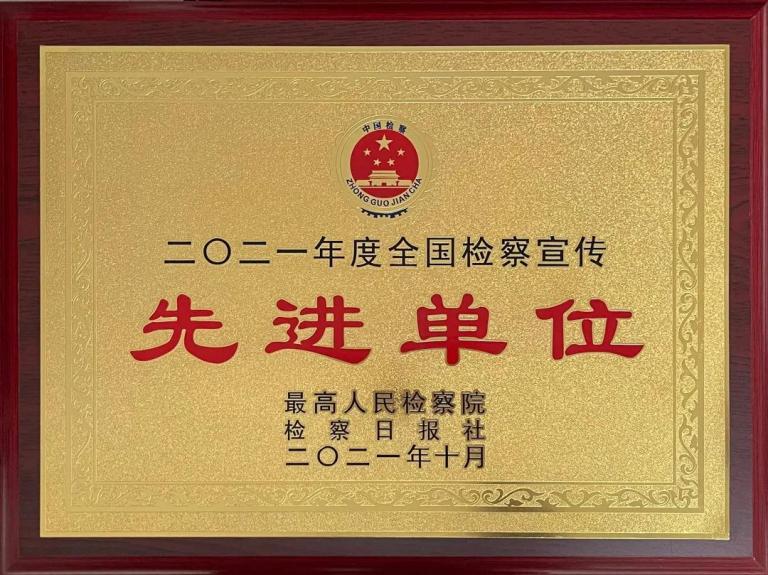 中国检察
ZHONG GUO JIAN CHA
二〇二一年度全国检察宣传
先进单位
最高人民检察院
检察日报社
二〇二一年十月